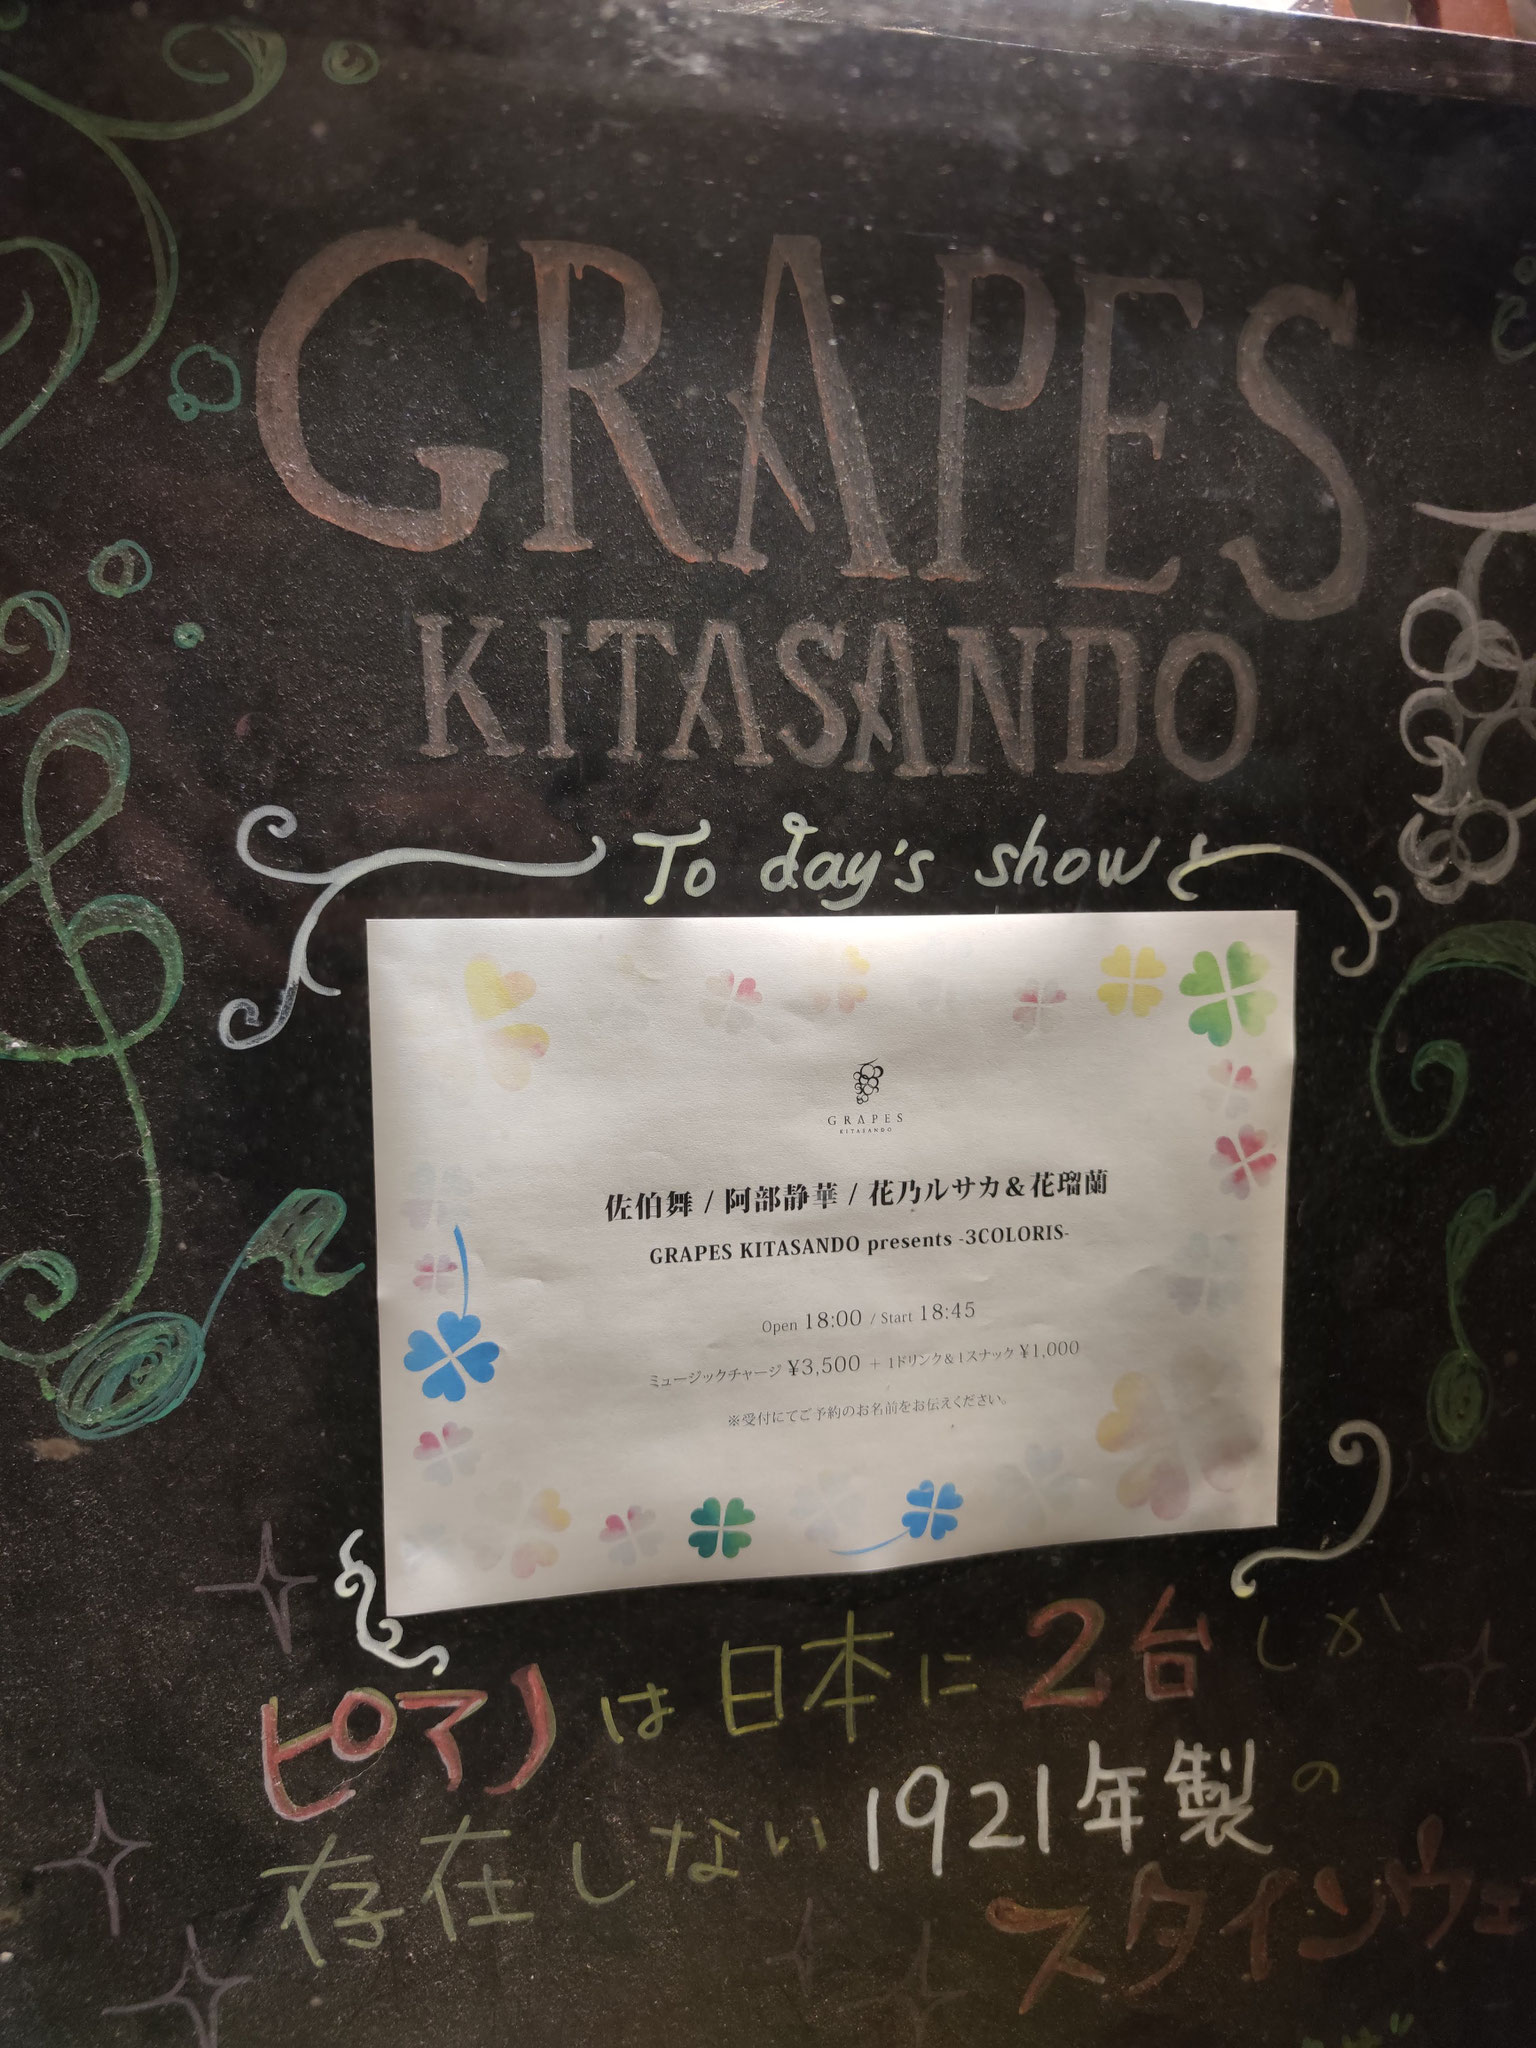 GRAPES
KITASANDO
To day's show
GRAPES
KITASANDO
佐伯舞 / 阿部静華 / 花乃ルサカ&花瑠蘭
GRAPES KITASANDO presents -3COLORIS-
Open 18:00 / Start 18:45
ミュージックチャージ ¥3,500 + 1ドリンク&1スナック ¥1,000
※受付にてご予約のお名前をお伝えください。
ピアノは日本に2台しか
存在しない1921年製の
スタインウェ